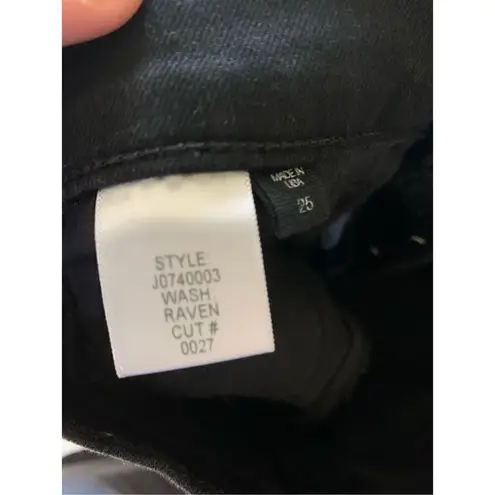 STYLE
J0740003
WASH
RAVEN
CUT #
0027
MADE IN
USA
25